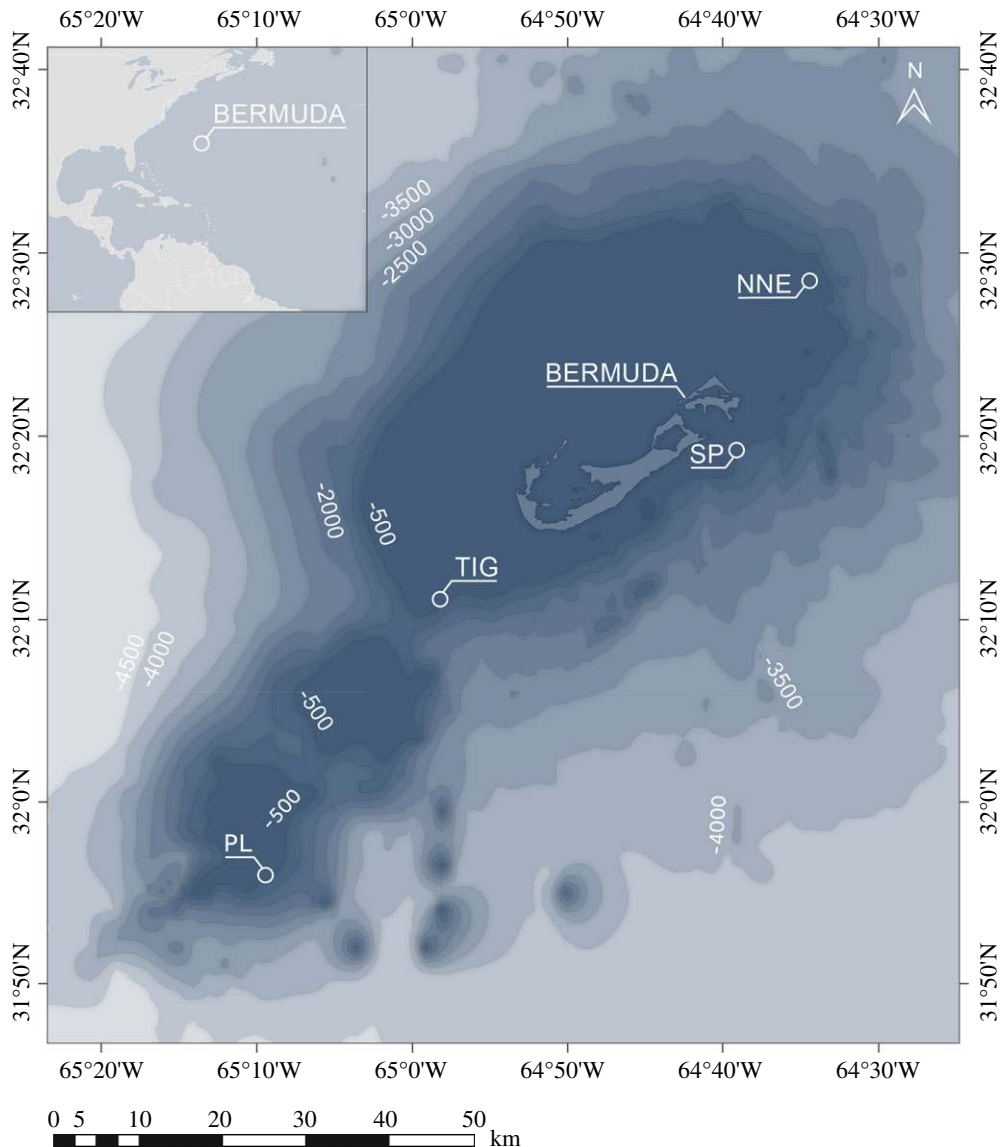 65°20'W 65°10'W 65°0'W 64°50'W 64°40'W 64°30'W
32°40'N
32°40'N
N
BERMUDA
-3500
-3000
-2500
32°30'N
32°30'N
NNE
BERMUDA
32°20'N
32°20'N
SP
-2000
-500
TIG
32°10'N
32°10'N
-4500
-4000
-3500
-500
32°0'N
32°0'N
-500
-4000
PL
31°50'N
31°50'N
65°20'W 65°10'W 65°0'W 64°50'W 64°40'W 64°30'W
0 5 10 20 30 40 50
km